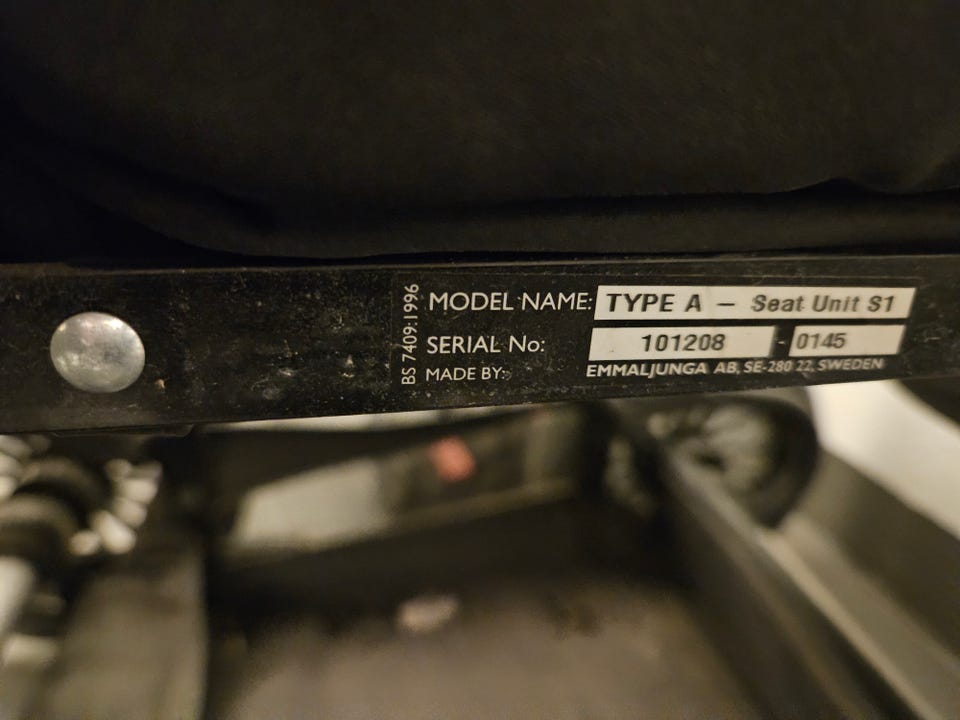 BS 7409:1996
MODEL NAME: TYPE A – Seat Unit S1
SERIAL No: 101208 - 0145
MADE BY: EMMALJUNGA AB, SE-280 22, SWEDEN